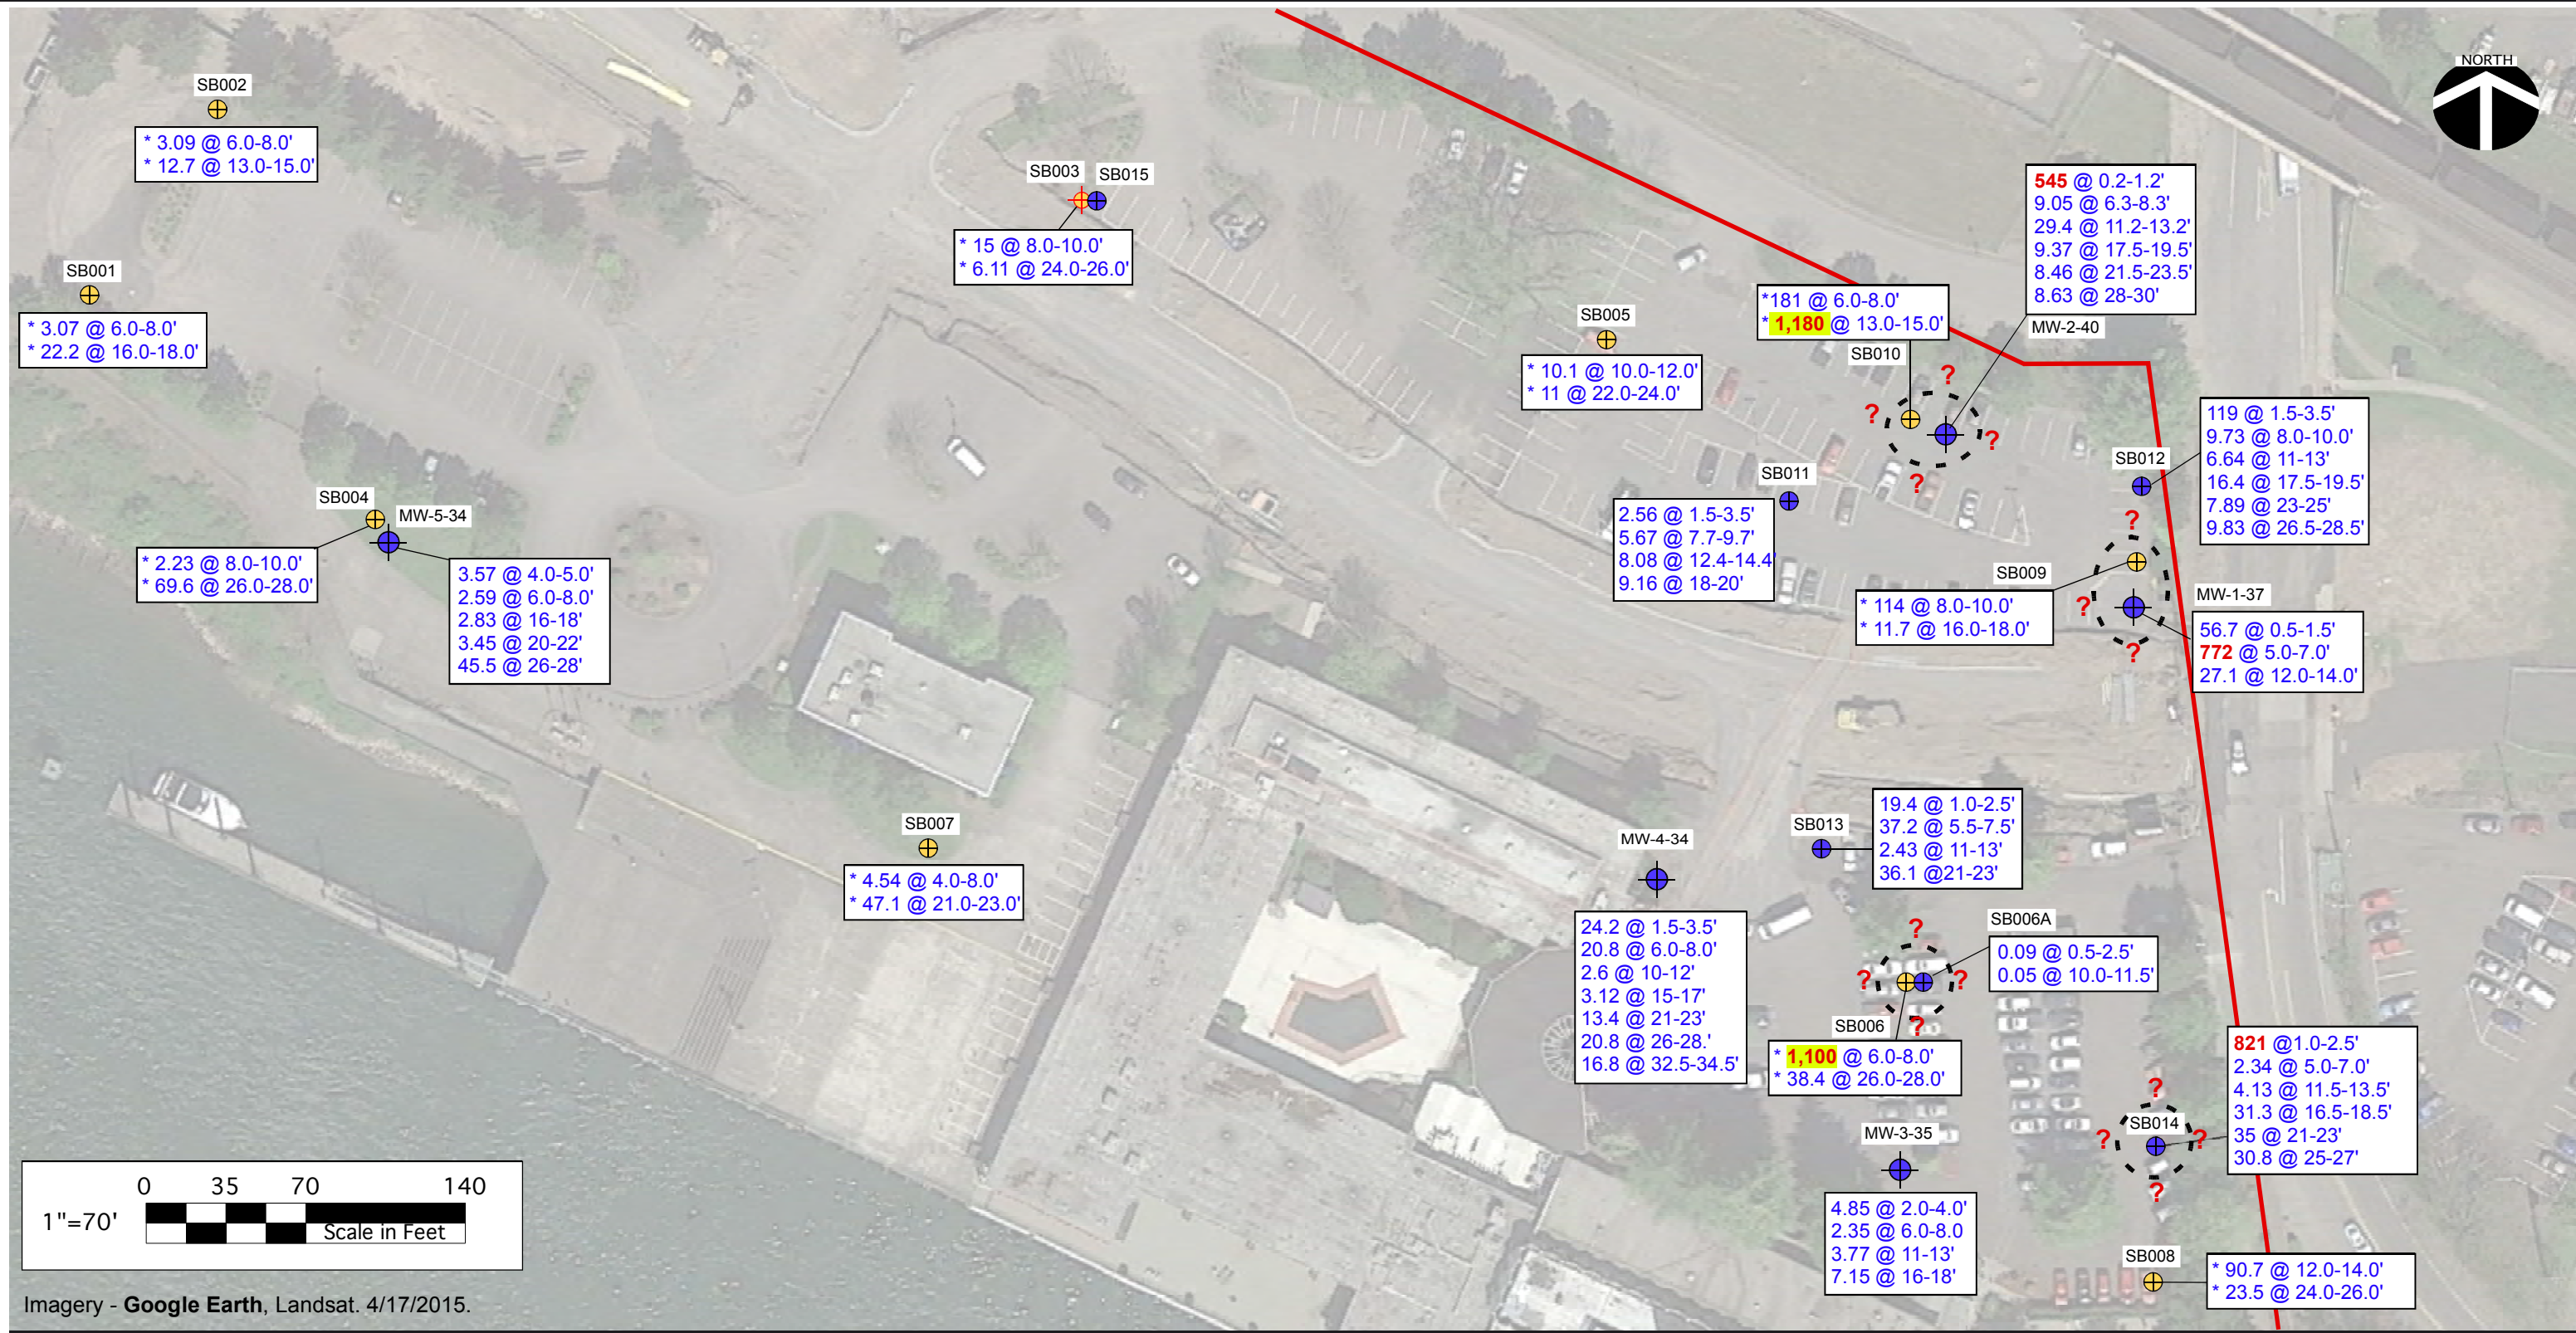 NORTH
SB002
* 3.09 @ 6.0-8.0'
* 12.7 @ 13.0-15.0'
SB001
* 3.07 @ 6.0-8.0'
* 22.2 @ 16.0-18.0'
SB003
SB015
* 15 @ 8.0-10.0'
* 6.11 @ 24.0-26.0'
545 @ 0.2-1.2'
9.05 @ 6.3-8.3'
29.4 @ 11.2-13.2'
9.37 @ 17.5-19.5'
8.46 @ 21.5-23.5'
8.63 @ 28-30'
MW-2-40
*181 @ 6.0-8.0'
* 1,180 @ 13.0-15.0'
SB010
?
?
?
?
SB005
* 10.1 @ 10.0-12.0'
* 11 @ 22.0-24.0'
SB011
2.56 @ 1.5-3.5'
5.67 @ 7.7-9.7'
8.08 @ 12.4-14.4'
9.16 @ 18-20'
SB012
119 @ 1.5-3.5'
9.73 @ 8.0-10.0'
6.64 @ 11-13'
16.4 @ 17.5-19.5'
7.89 @ 23-25'
9.83 @ 26.5-28.5'
SB004
MW-5-34
* 2.23 @ 8.0-10.0'
* 69.6 @ 26.0-28.0'
3.57 @ 4.0-5.0'
2.59 @ 6.0-8.0'
2.83 @ 16-18'
3.45 @ 20-22'
45.5 @ 26-28'
?
SB009
?
* 114 @ 8.0-10.0'
* 11.7 @ 16.0-18.0'
?
MW-1-37
56.7 @ 0.5-1.5'
772 @ 5.0-7.0'
27.1 @ 12.0-14.0'
SB007
* 4.54 @ 4.0-8.0'
* 47.1 @ 21.0-23.0'
MW-4-34
24.2 @ 1.5-3.5'
20.8 @ 6.0-8.0'
2.6 @ 10-12'
3.12 @ 15-17'
13.4 @ 21-23'
20.8 @ 26-28.'
16.8 @ 32.5-34.5'
SB013
19.4 @ 1.0-2.5'
37.2 @ 5.5-7.5'
2.43 @ 11-13'
36.1 @21-23'
SB006A
0.09 @ 0.5-2.5'
0.05 @ 10.0-11.5'
?
?
?
?
SB006
* 1,100 @ 6.0-8.0'
* 38.4 @ 26.0-28.0'
MW-3-35
4.85 @ 2.0-4.0'
2.35 @ 6.0-8.0
3.77 @ 11-13'
7.15 @ 16-18'
821 @1.0-2.5'
2.34 @ 5.0-7.0'
4.13 @ 11.5-13.5'
31.3 @ 16.5-18.5'
35 @ 21-23'
30.8 @ 25-27'
?
SB014
?
?
?
SB008
* 90.7 @ 12.0-14.0'
* 23.5 @ 24.0-26.0'
0 35 70 140
1"=70'
Scale in Feet
Imagery - Google Earth, Landsat. 4/17/2015.